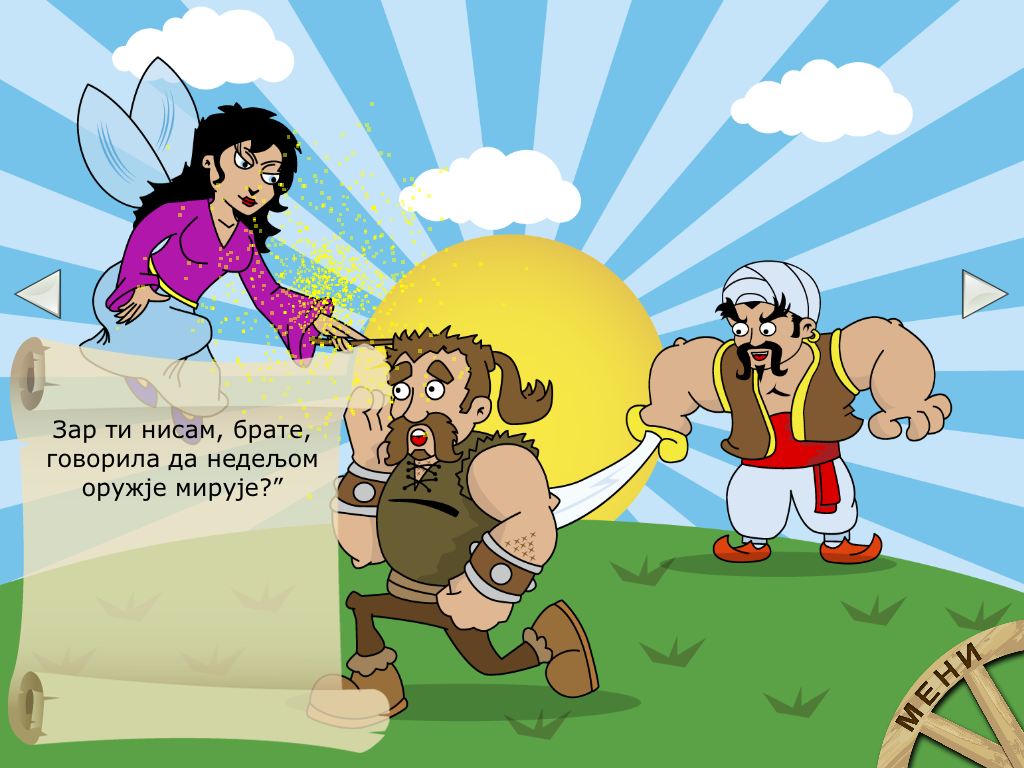 Зар ти нисам, брате,
говорила да недељом
оружје мирује?”
МЕНИ